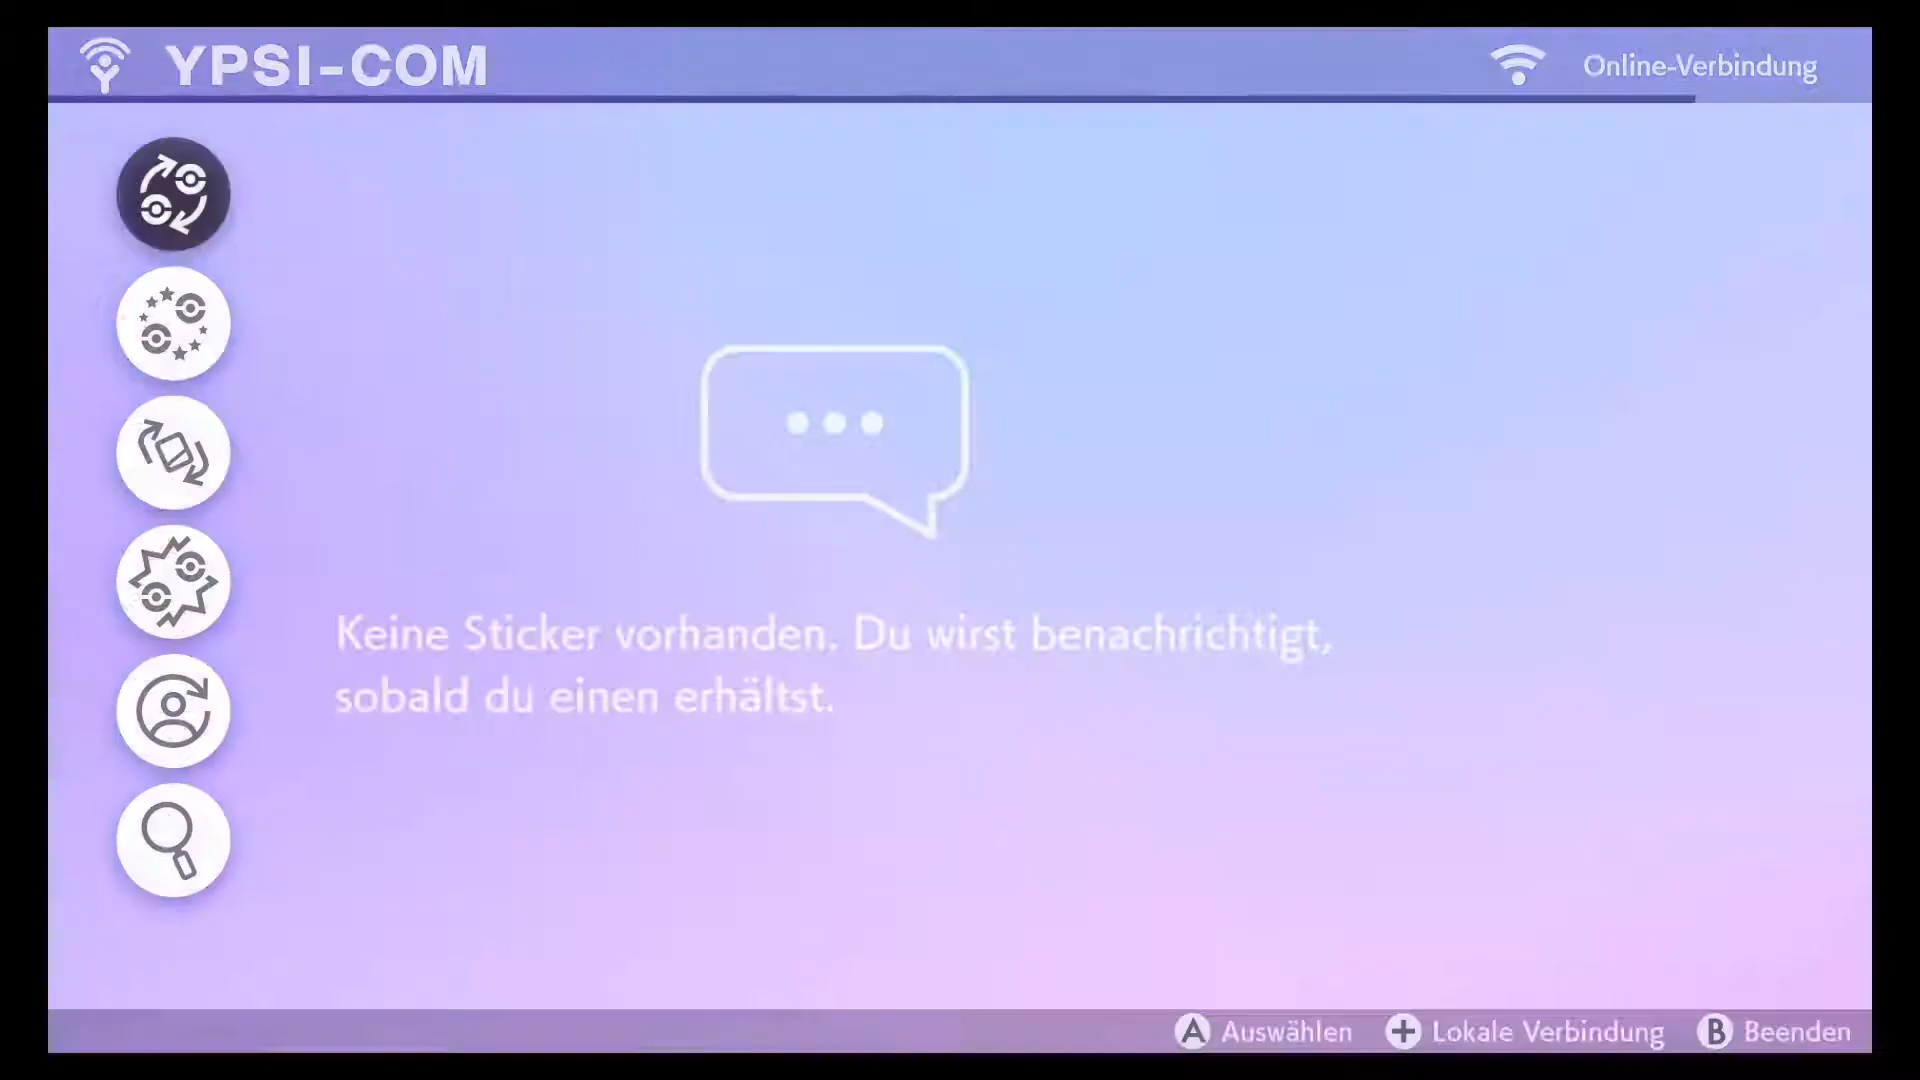 YPSI-COM
Online-Verbindung
Keine Sticker vorhanden. Du wirst benachrichtigt,
sobald du einen erhältst.
A Auswählen + Lokale Verbindung B Beenden